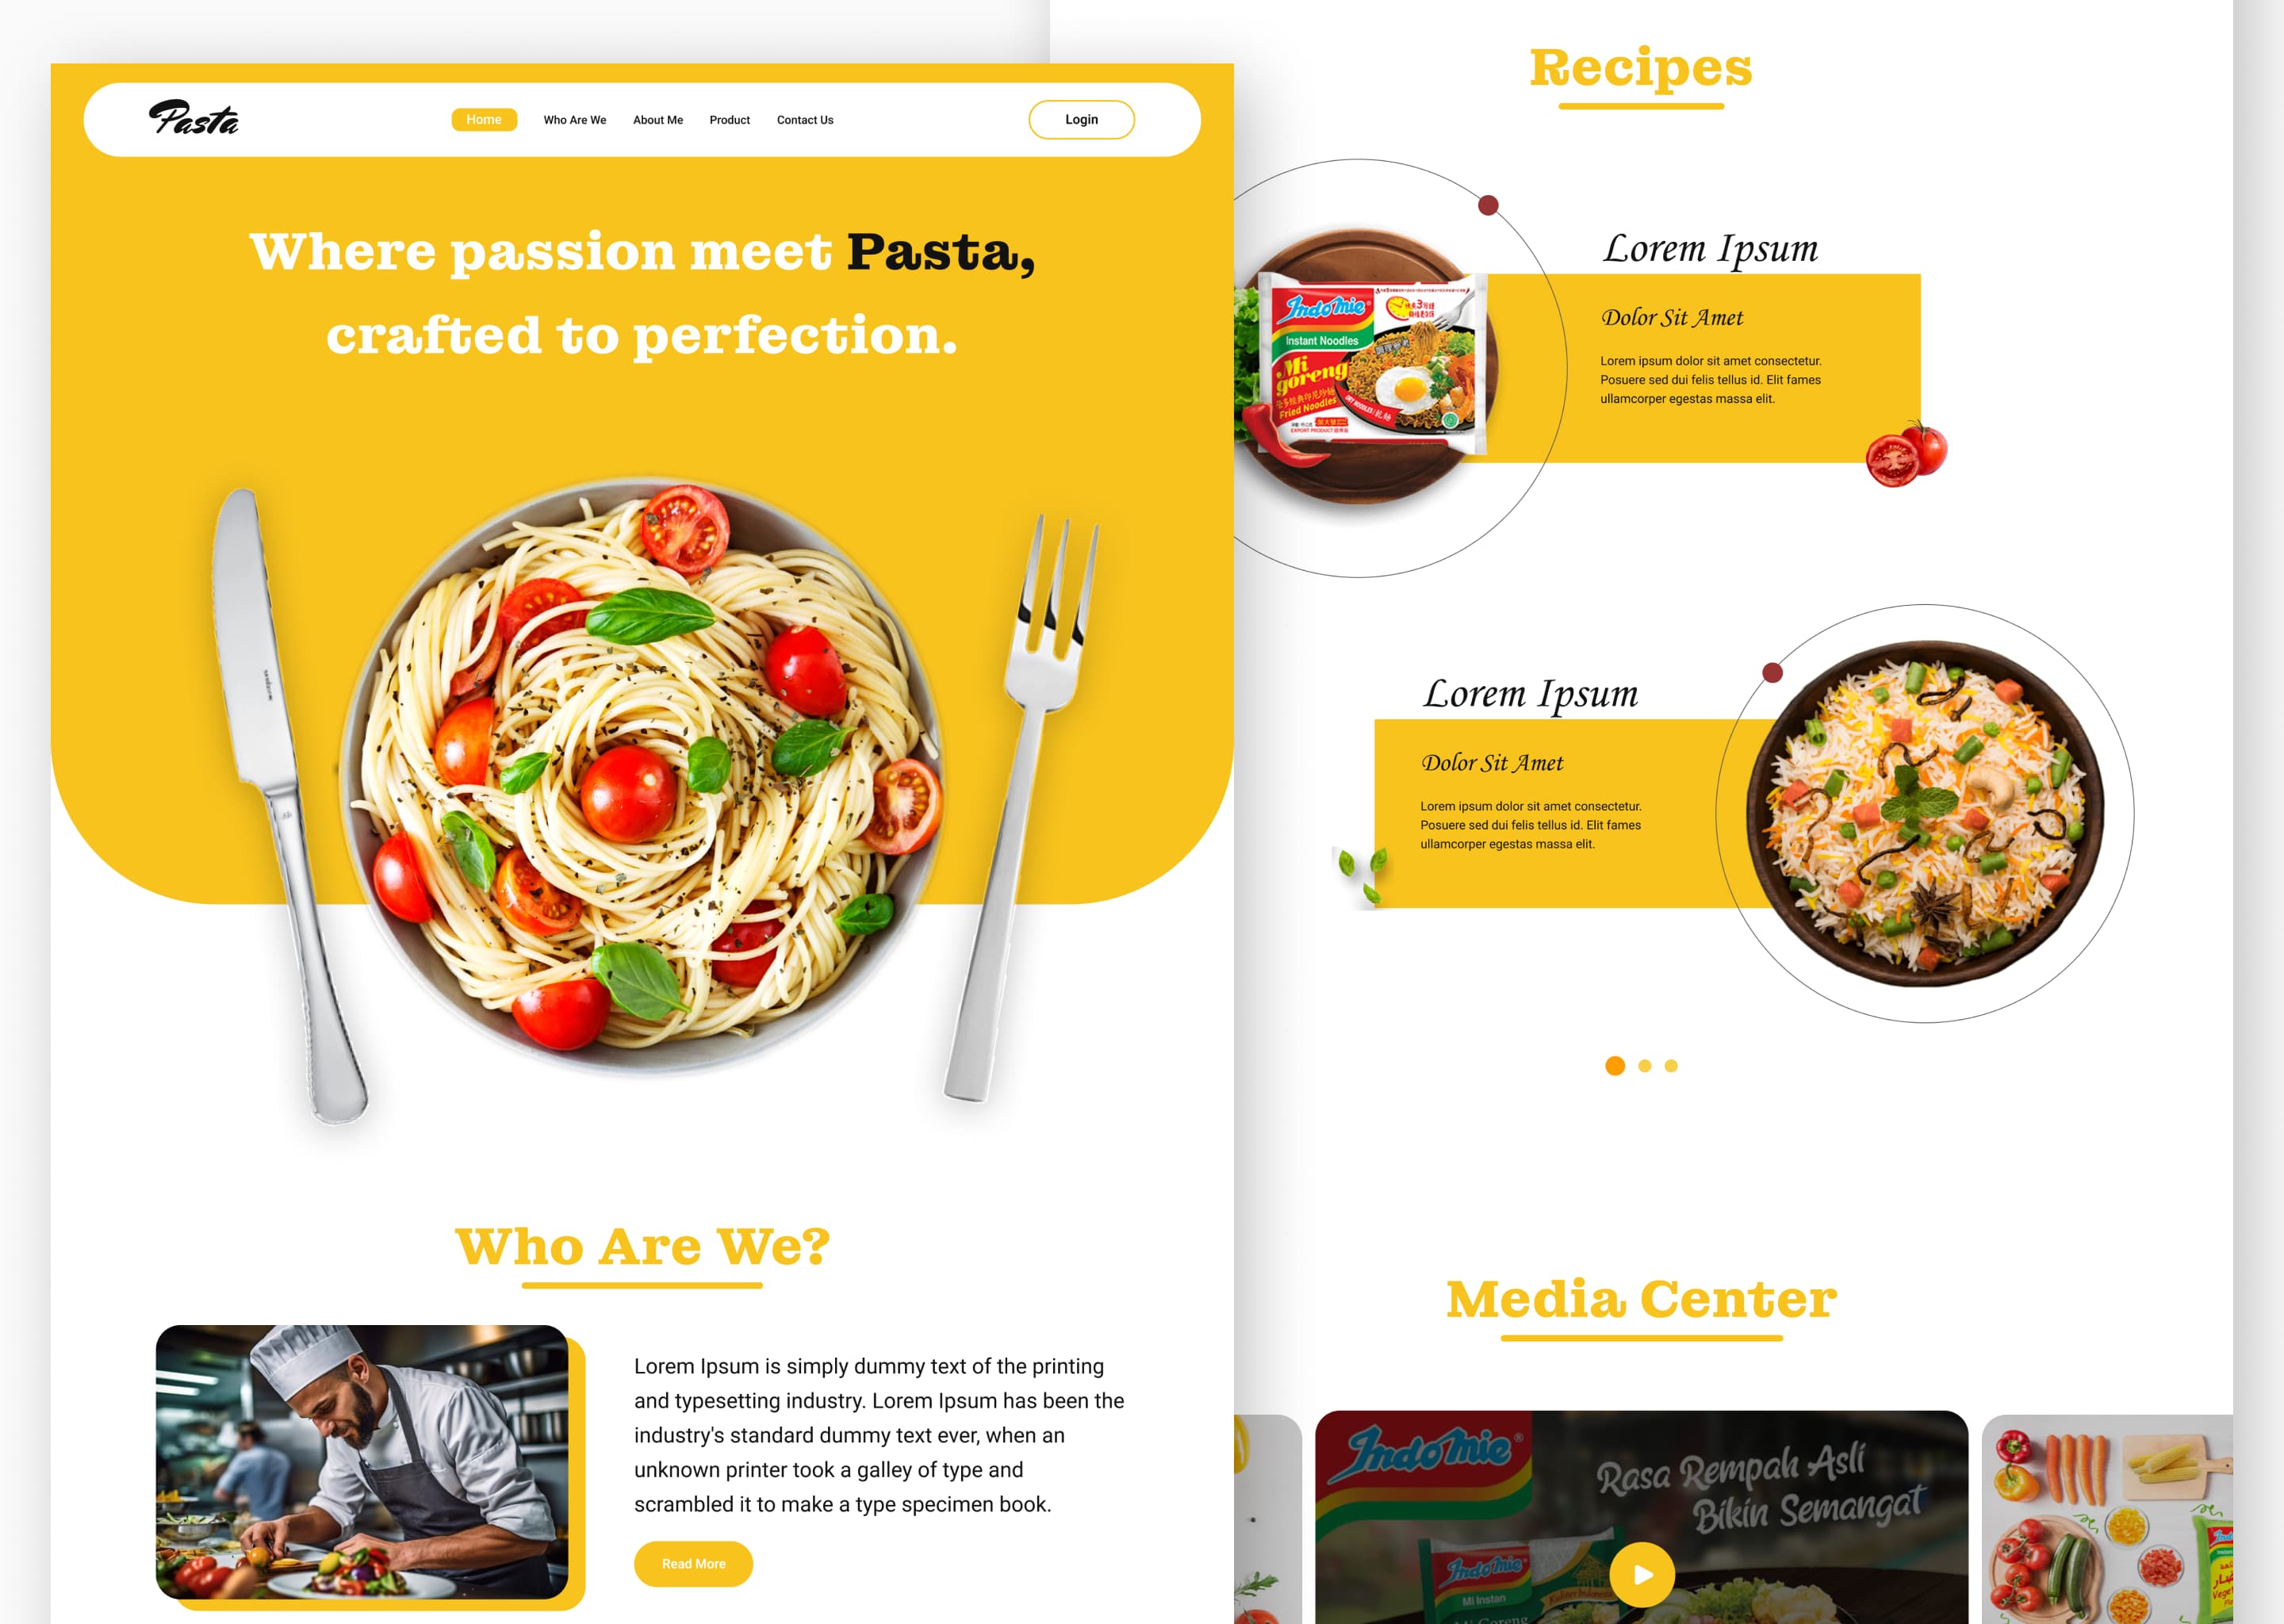 Pasta
Home
Who Are We
About Me
Product
Contact Us
Login
Where passion meet Pasta,
crafted to perfection.
Who Are We?
Lorem Ipsum is simply dummy text of the printing
and typesetting industry. Lorem Ipsum has been the
industry's standard dummy text ever, when an
unknown printer took a galley of type and
scrambled it to make a type specimen book.
Read More
Recipes
Indomie
Instant Noodles
Mi
goreng
Fried Noodles
EXPORT PRODUCT
Lorem Ipsum
Dolor Sit Amet
Lorem ipsum dolor sit amet consectetur.
Posuere sed dui felis tellus id. Elit fames
ullamcorper egestas massa elit.
Lorem Ipsum
Dolor Sit Amet
Lorem ipsum dolor sit amet consectetur.
Posuere sed dui felis tellus id. Elit fames
ullamcorper egestas massa elit.
Media Center
Indomie®
Rasa Rempah Asli
Bikin Semangat
Indomie
Mi Instan
Mi Goreng